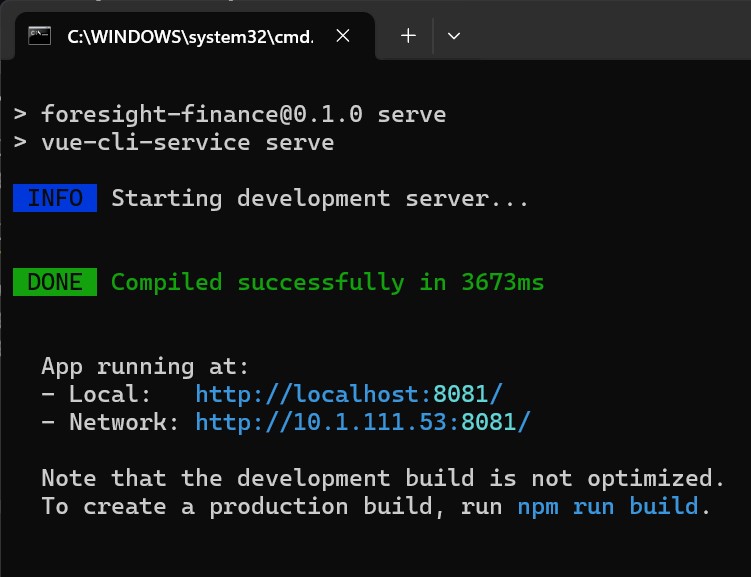 C:\WINDOWS\system32\cmd.
> foresight-finance@0.1.0 serve
> vue-cli-service serve
INFO Starting development server...
DONE Compiled successfully in 3673ms
App running at:
- Local: http://localhost:8081/
- Network: http://10.1.111.53:8081/
Note that the development build is not optimized.
To create a production build, run npm run build.